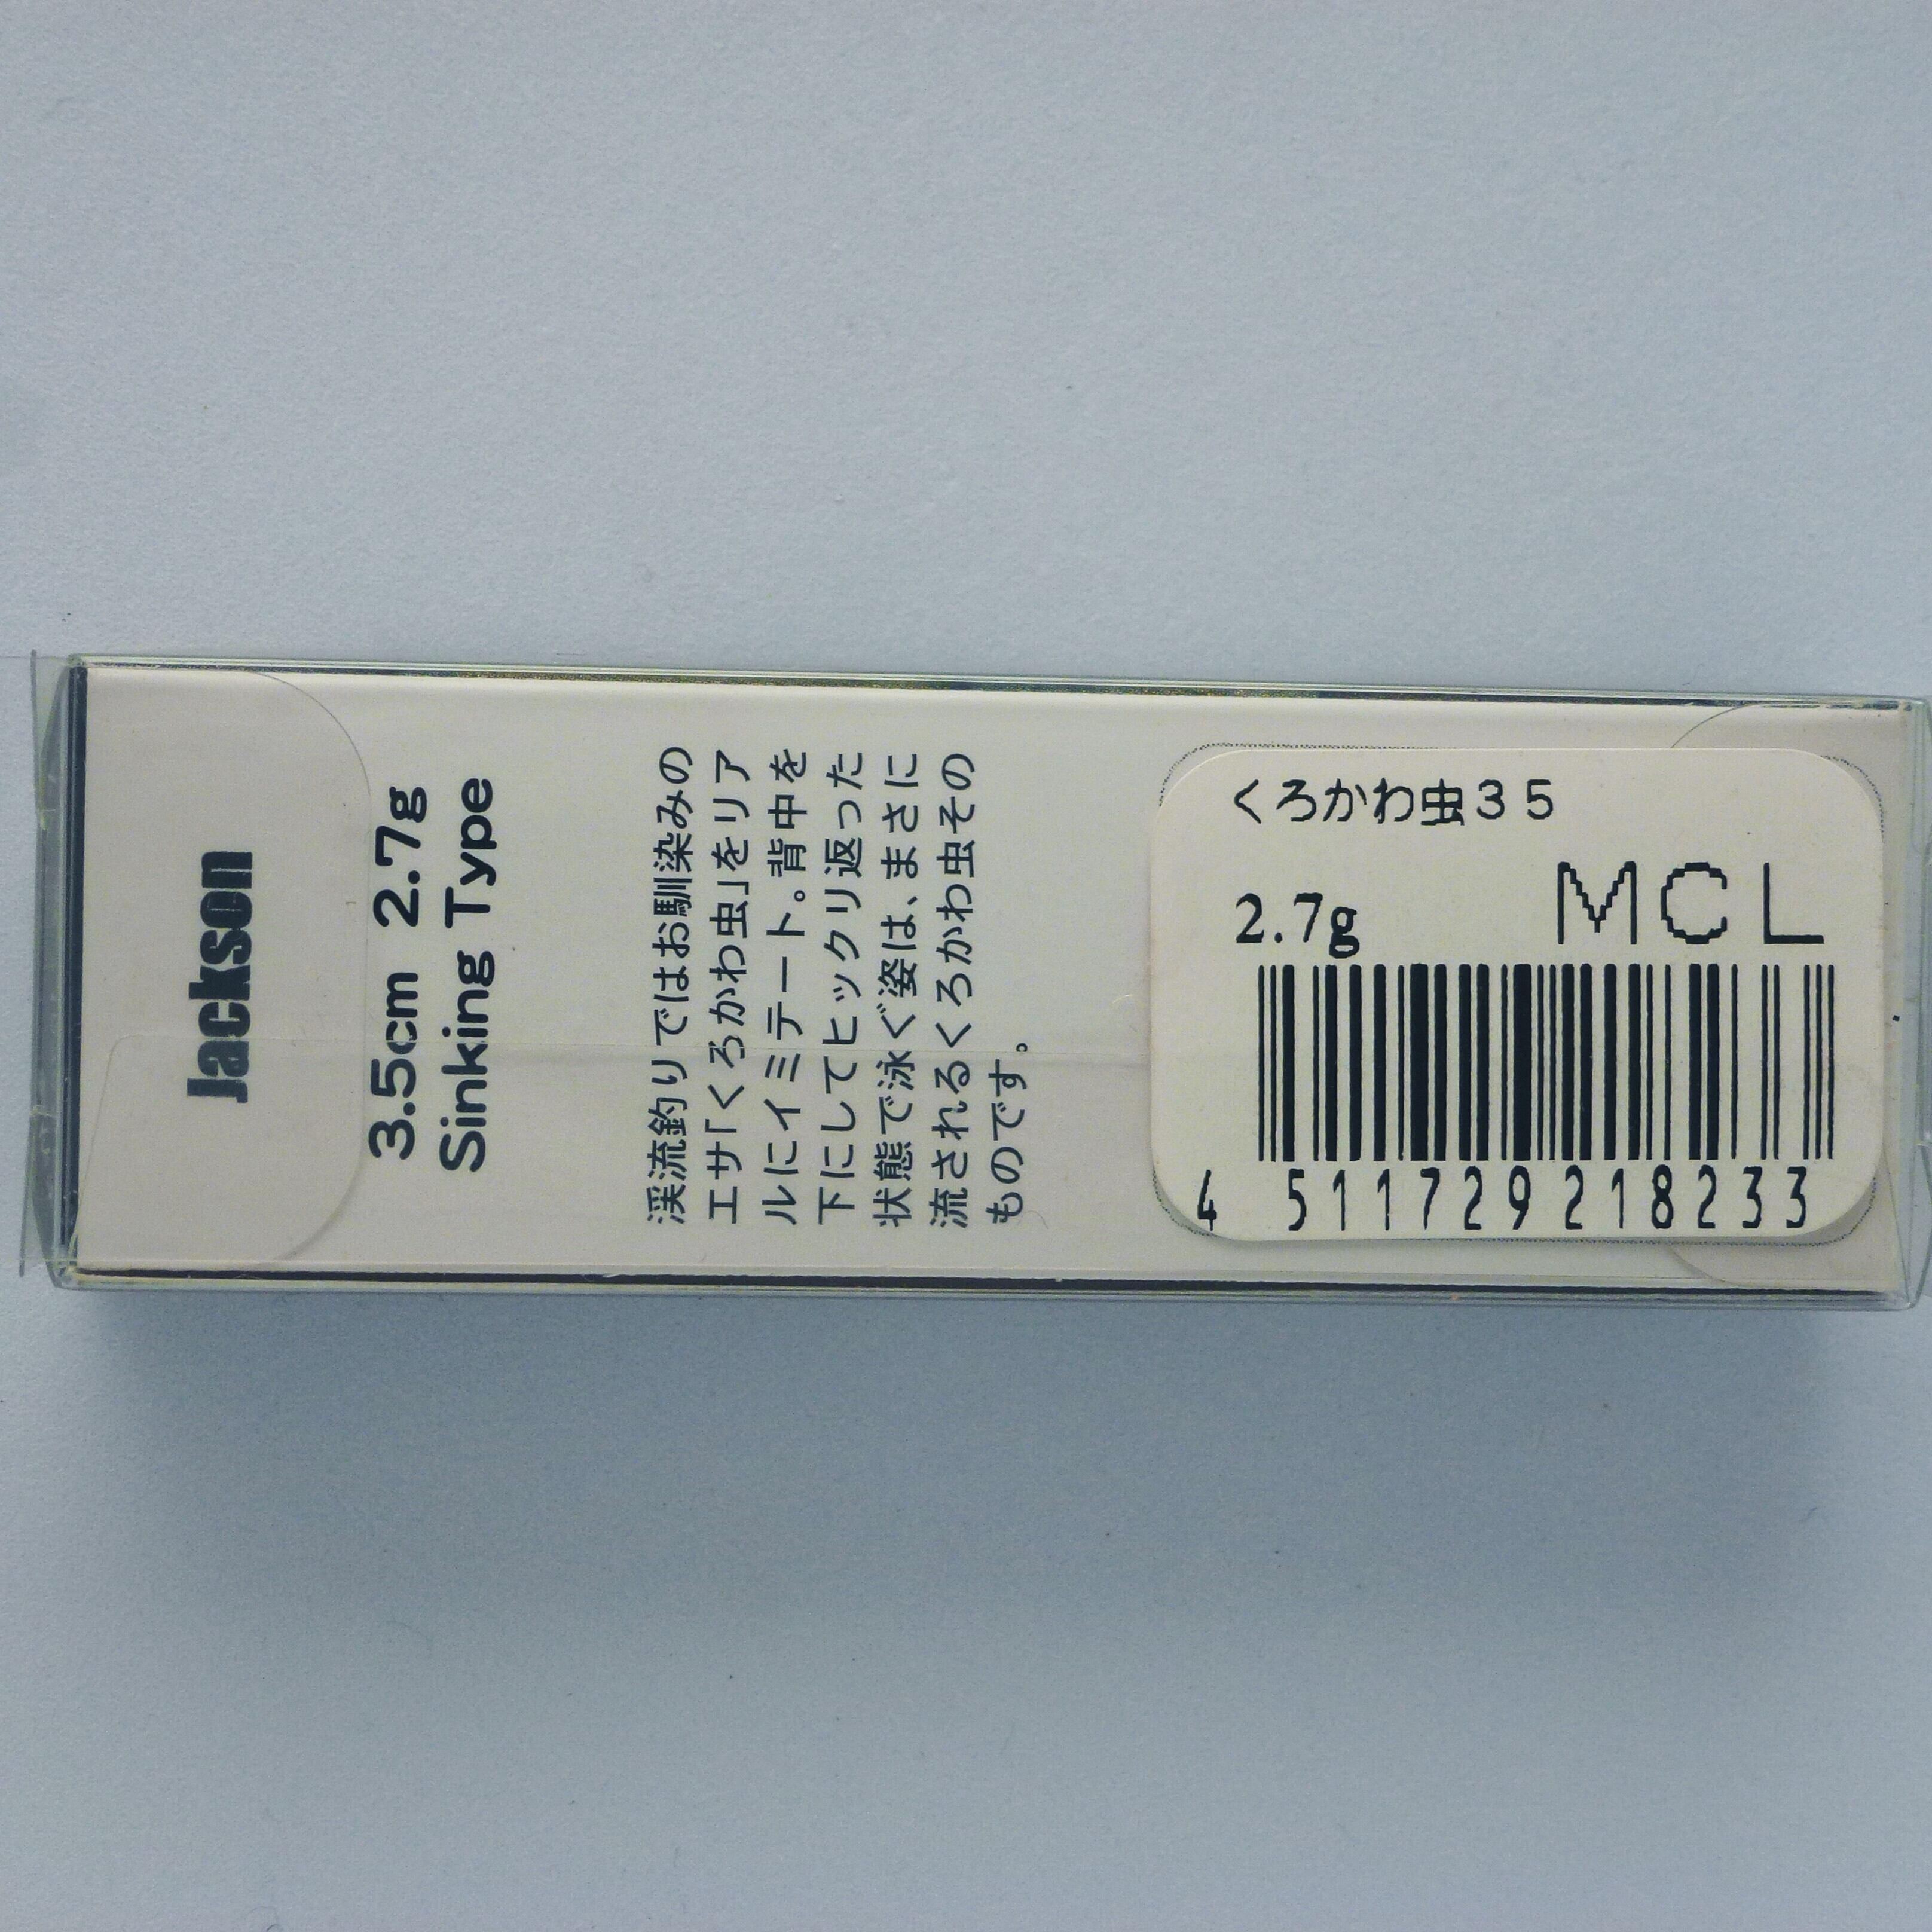 Jackson
3.5cm 2.7g
Sinking Type
渓流釣りではお馴染みの
エサ「くろかわ虫」をリア
ルにイミテート。背中を
下にしてヒックリ返った
状態で泳ぐ姿は、まさに
流されるくろかわ虫その
ものです。
くろかわ虫35
2.7g MCL
4 511729 218233